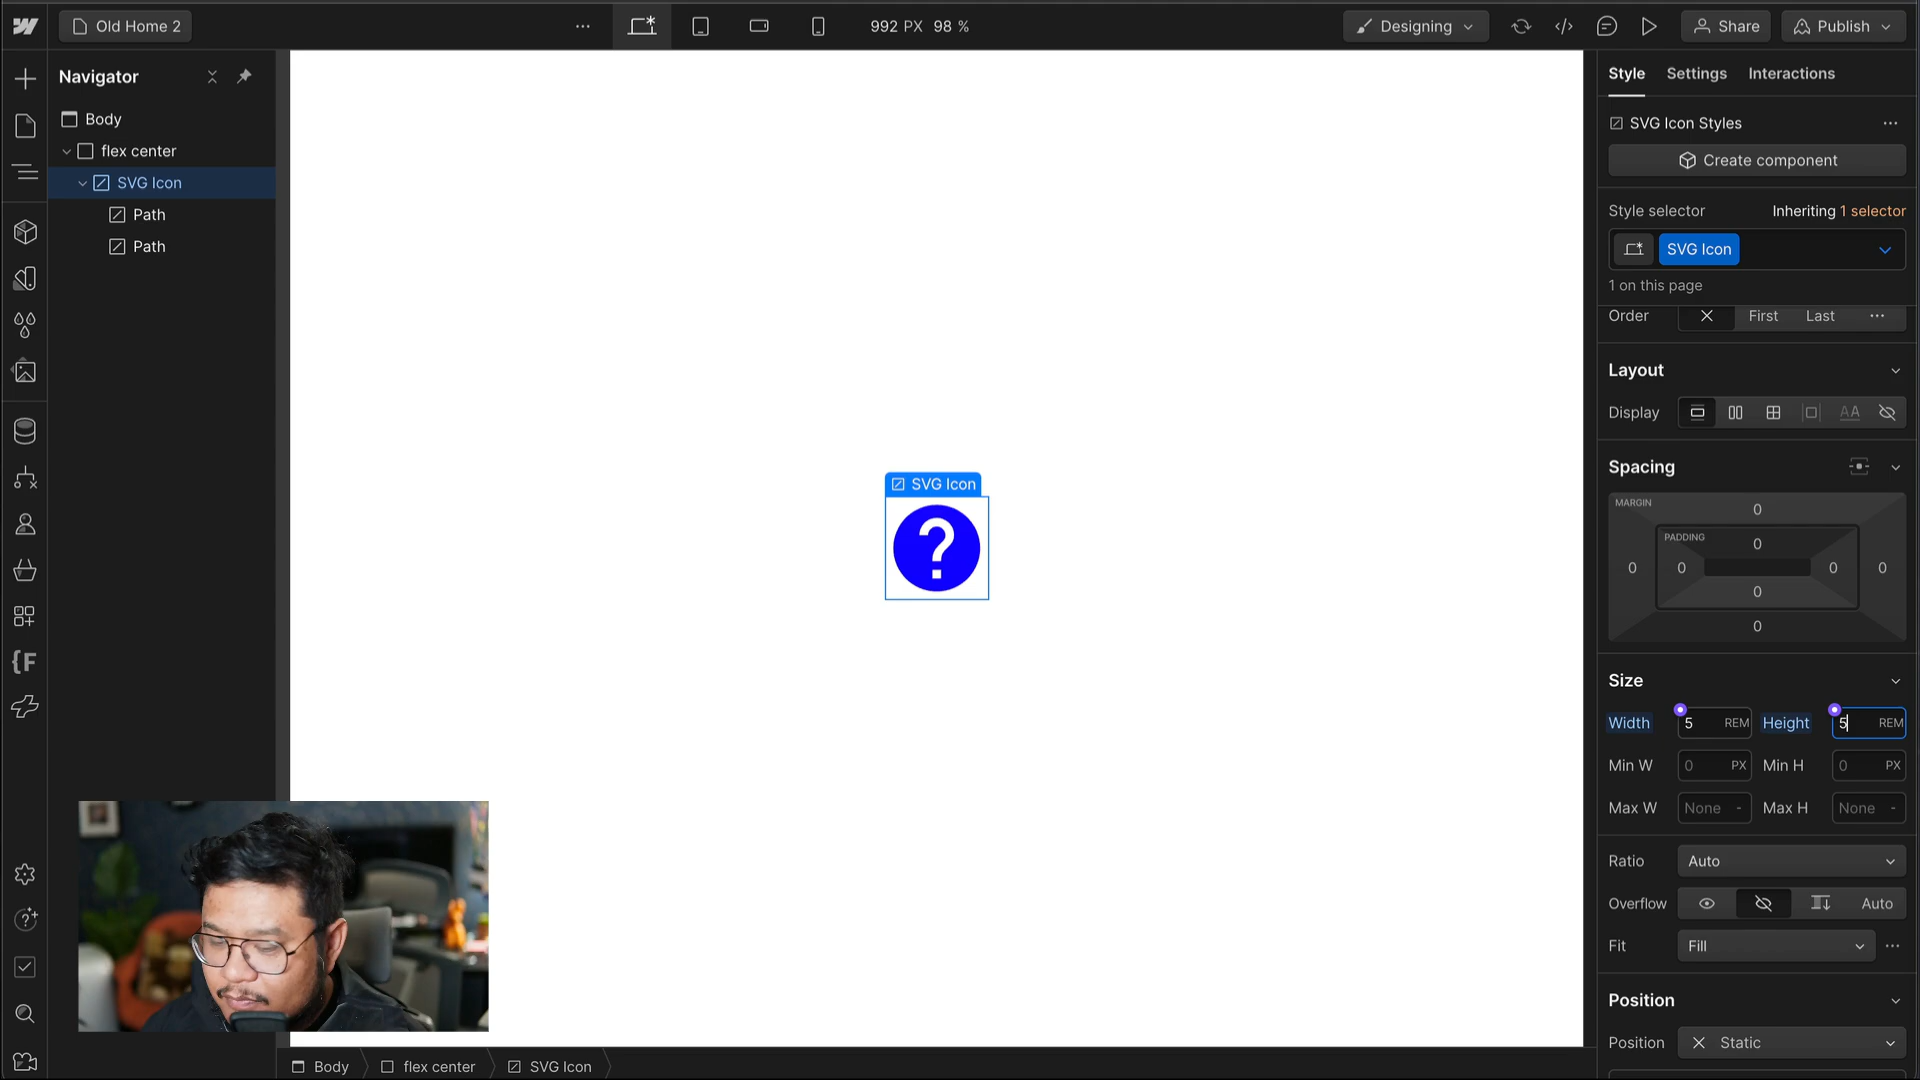 Old Home 2
992 PX 98 %
Designing
Share
Publish
Navigator
Body
flex center
SVG Icon
Path
Path
SVG Icon
?
Style
Settings
Interactions
SVG Icon Styles
Create component
Style selector
Inheriting 1 selector
SVG Icon
1 on this page
Order
First
Last
Layout
Display
AA
Spacing
MARGIN
0
PADDING
0
0 0 0 0
0
0
Size
Width 5 REM Height 5 REM
Min W 0 PX Min H 0 PX
Max W None - Max H None -
Ratio Auto
Overflow Auto
Fit Fill
Position
Position Static
Body flex center SVG Icon